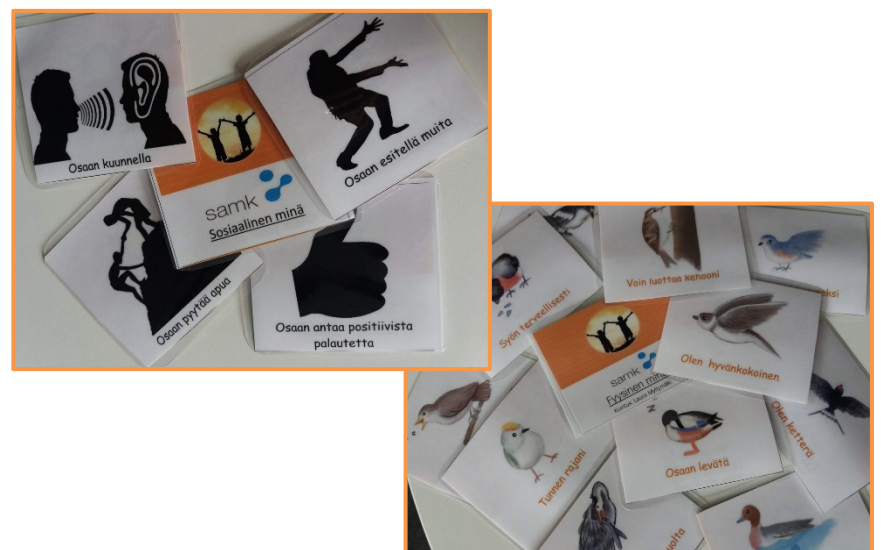 Osaan kuunnella
Osaan esitellä muita
samk
Sosiaalinen minä
Osaan pyytää apua
Osaan antaa positiivista
palautetta
Voin luottaa kehooni
Syön terveellisesti
Olen hyvänkokoinen
samk
Fyysinen minä
Olen ketterä
Tunnen rajani
Osaan levätä